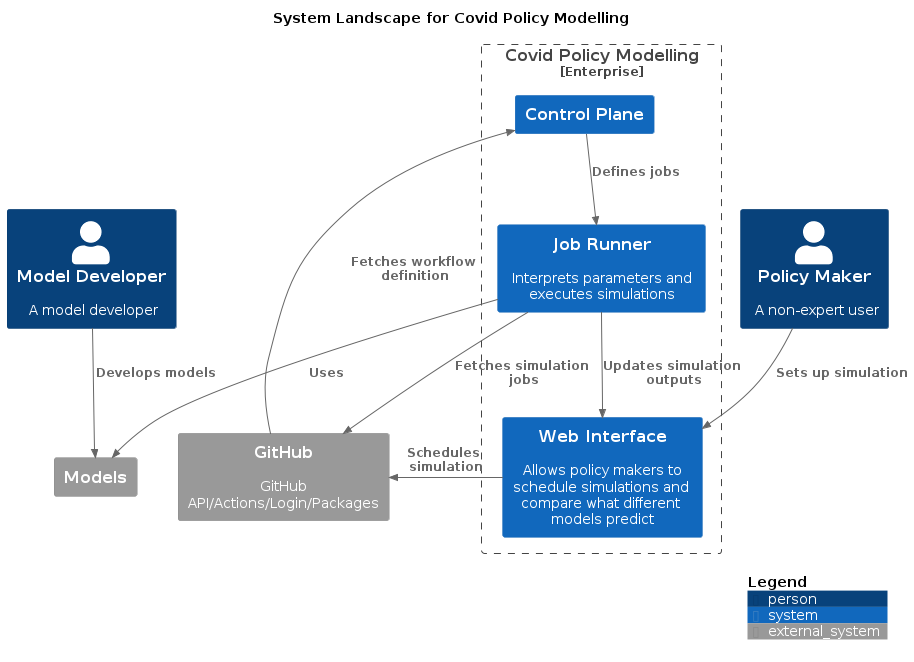 System Landscape for Covid Policy Modelling
Covid Policy Modelling
[Enterprise]
Control Plane
Defines jobs
Model Developer
A model developer
Fetches workflow
definition
Job Runner
Interprets parameters and
executes simulations
Policy Maker
A non-expert user
Develops models
Uses
Fetches simulation
jobs
Updates simulation
outputs
Sets up simulation
Models
GitHub
GitHub
API/Actions/Login/Packages
Schedules
simulation
Web Interface
Allows policy makers to
schedule simulations and
compare what different
models predict
Legend
person
system
external_system